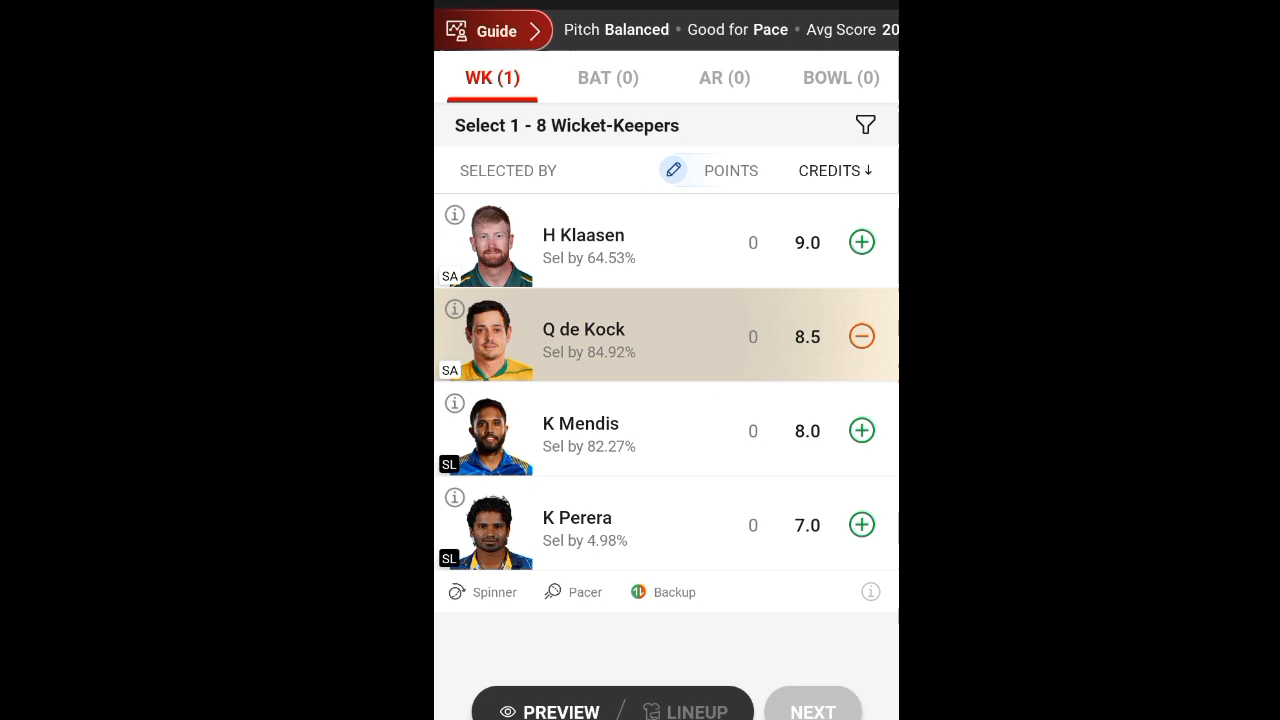 Guide Pitch Balanced • Good for Pace • Avg Score 20
WK (1) BAT (0) AR (0) BOWL (0)
Select 1 - 8 Wicket-Keepers
SELECTED BY POINTS CREDITS ↓
H Klaasen 0 9.0
Sel by 64.53%
SA
Q de Kock 0 8.5
Sel by 84.92%
SA
K Mendis 0 8.0
Sel by 82.27%
SL
K Perera 0 7.0
Sel by 4.98%
SL
Spinner Pacer Backup
PREVIEW / LINEUP NEXT